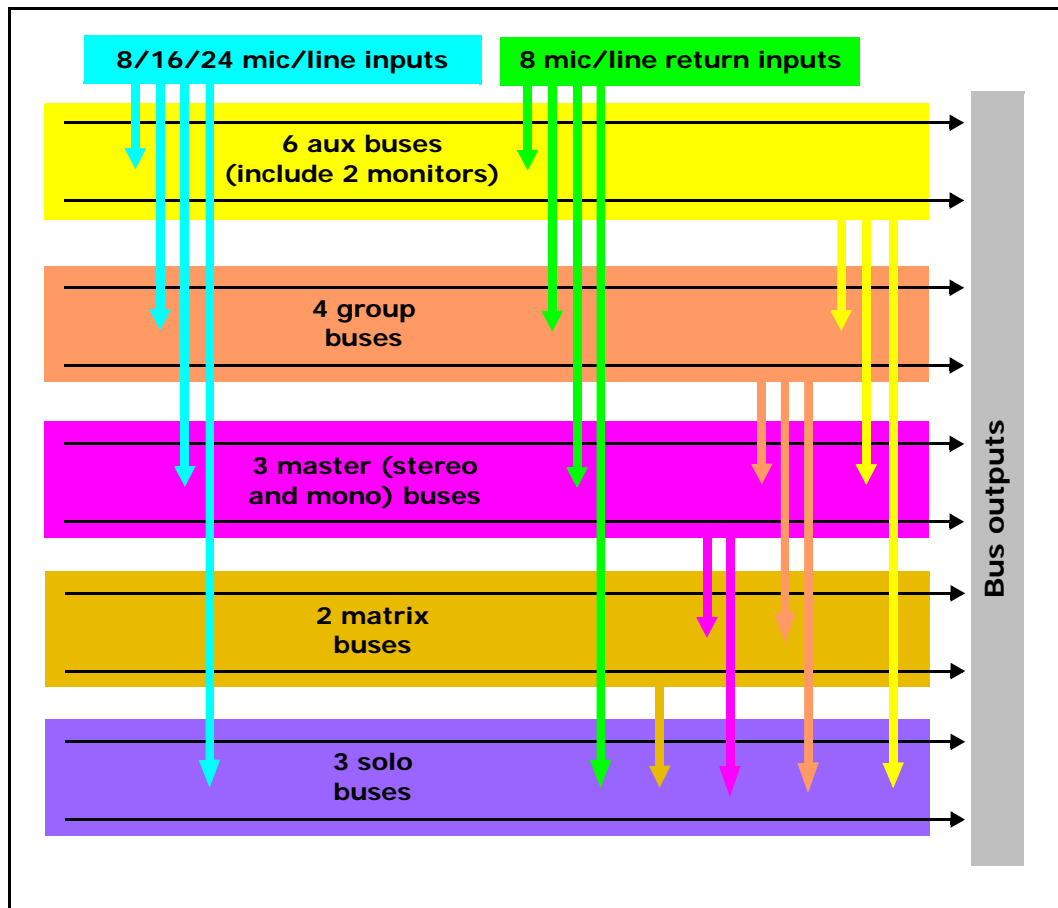 8/16/24 mic/line inputs
8 mic/line return inputs
6 aux buses
(include 2 monitors)
4 group
buses
3 master (stereo
and mono) buses
2 matrix
buses
3 solo
buses
Bus outputs